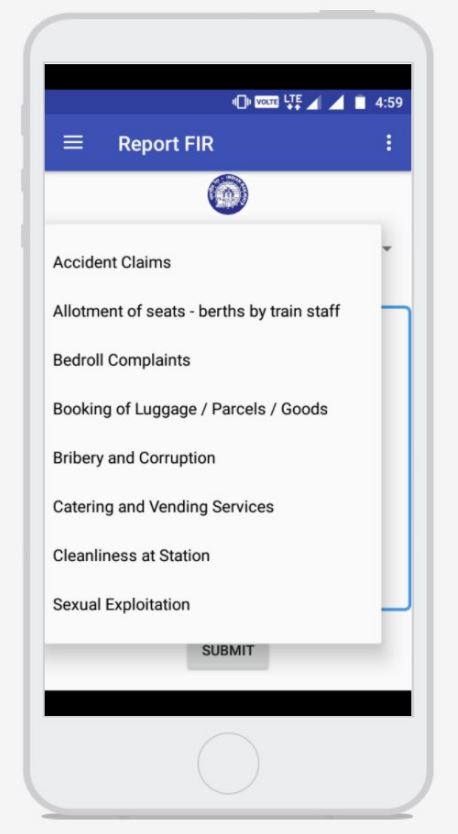 VOLTE LTE 4:59
Report FIR
Accident Claims
Allotment of seats - berths by train staff
Bedroll Complaints
Booking of Luggage / Parcels / Goods
Bribery and Corruption
Catering and Vending Services
Cleanliness at Station
Sexual Exploitation
SUBMIT